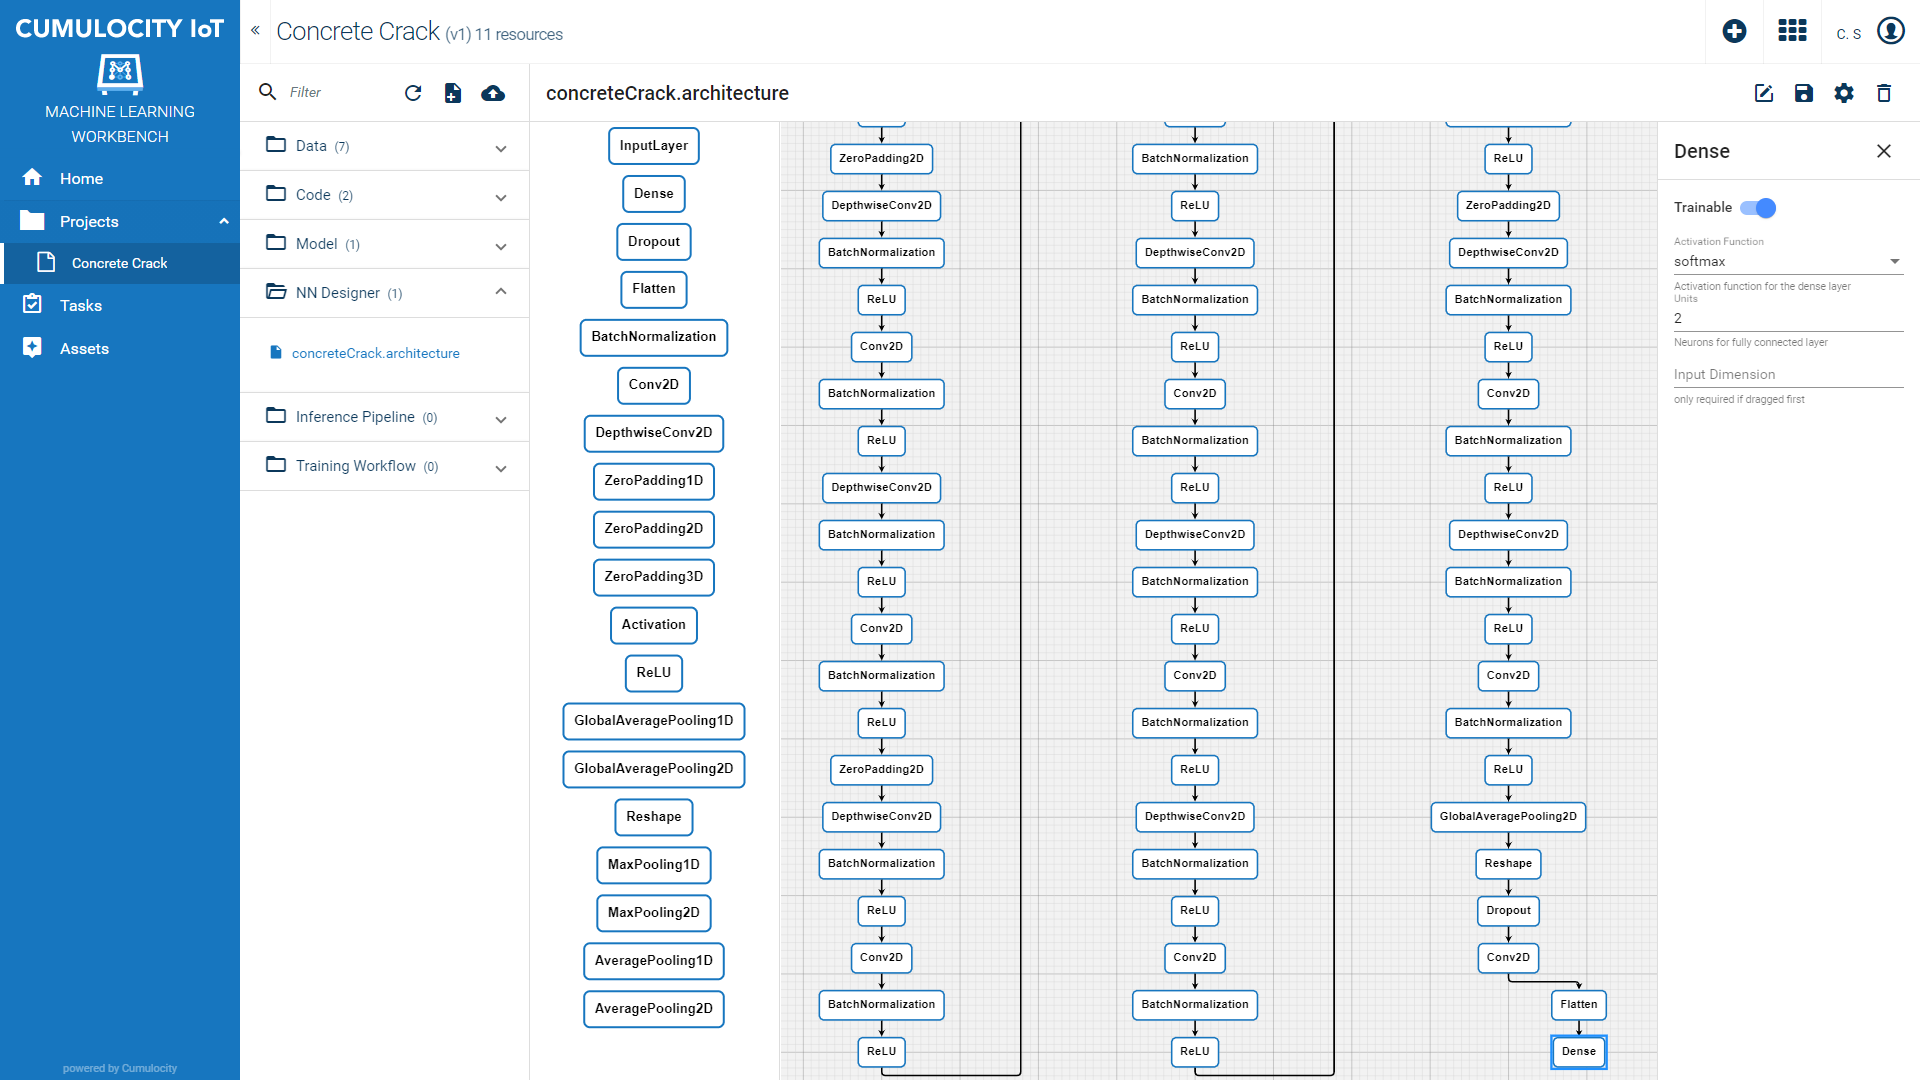 CUMULOCITY IoT
MACHINE LEARNING
WORKBENCH
Home
Projects
Concrete Crack
Tasks
Assets
powered by Cumulocity
«
Concrete Crack (v1) 11 resources
C. S
Filter
Data (7)
Code (2)
Model (1)
NN Designer (1)
concreteCrack.architecture
Inference Pipeline (0)
Training Workflow (0)
concreteCrack.architecture
InputLayer
Dense
Dropout
Flatten
BatchNormalization
Conv2D
DepthwiseConv2D
ZeroPadding1D
ZeroPadding2D
ZeroPadding3D
Activation
ReLU
GlobalAveragePooling1D
GlobalAveragePooling2D
Reshape
MaxPooling1D
MaxPooling2D
AveragePooling1D
AveragePooling2D
ZeroPadding2D
DepthwiseConv2D
BatchNormalization
ReLU
Conv2D
BatchNormalization
ReLU
DepthwiseConv2D
BatchNormalization
ReLU
Conv2D
BatchNormalization
ReLU
ZeroPadding2D
DepthwiseConv2D
BatchNormalization
ReLU
Conv2D
BatchNormalization
ReLU
BatchNormalization
ReLU
DepthwiseConv2D
BatchNormalization
ReLU
Conv2D
BatchNormalization
ReLU
DepthwiseConv2D
BatchNormalization
ReLU
Conv2D
BatchNormalization
ReLU
DepthwiseConv2D
BatchNormalization
ReLU
Conv2D
BatchNormalization
ReLU
ReLU
ZeroPadding2D
DepthwiseConv2D
BatchNormalization
ReLU
Conv2D
BatchNormalization
ReLU
DepthwiseConv2D
BatchNormalization
ReLU
Conv2D
BatchNormalization
ReLU
GlobalAveragePooling2D
Reshape
Dropout
Conv2D
Flatten
Dense
Dense
Trainable
Activation Function
softmax
Activation function for the dense layer
Units
2
Neurons for fully connected layer
Input Dimension
only required if dragged first